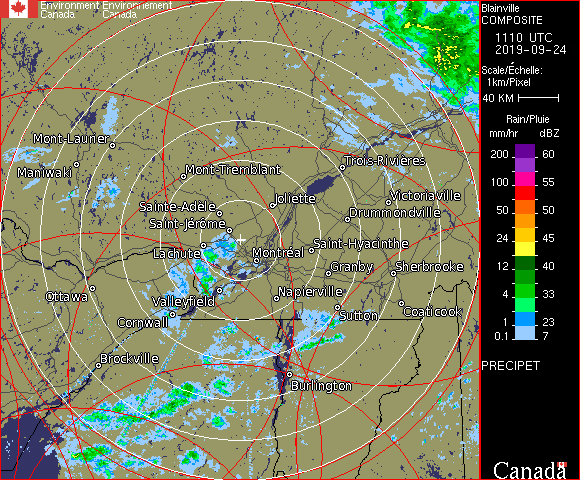 Environment Environnement
Canada Canada
Blainville
COMPOSITE
1110 UTC
2019-09-24
Scale/Échelle:
1km/Pixel
40 KM
Rain/Pluie
mm/hr dBZ
200 60
100 55
50 50
24 45
12 40
4 33
1 23
0.1 7
PRECIPET
Canada
Mont-Laurier
Maniwaki
Mont-Tremblant
Trois-Rivières
Joliette
Victoriaville
Sainte-Adèle
Drummondville
Saint-Jérôme
Lachute
Montréal
Saint-Hyacinthe
Granby
Sherbrooke
Ottawa
Valleyfield
Napierville
Cornwall
Sutton
Coaticook
Brockville
Burlington